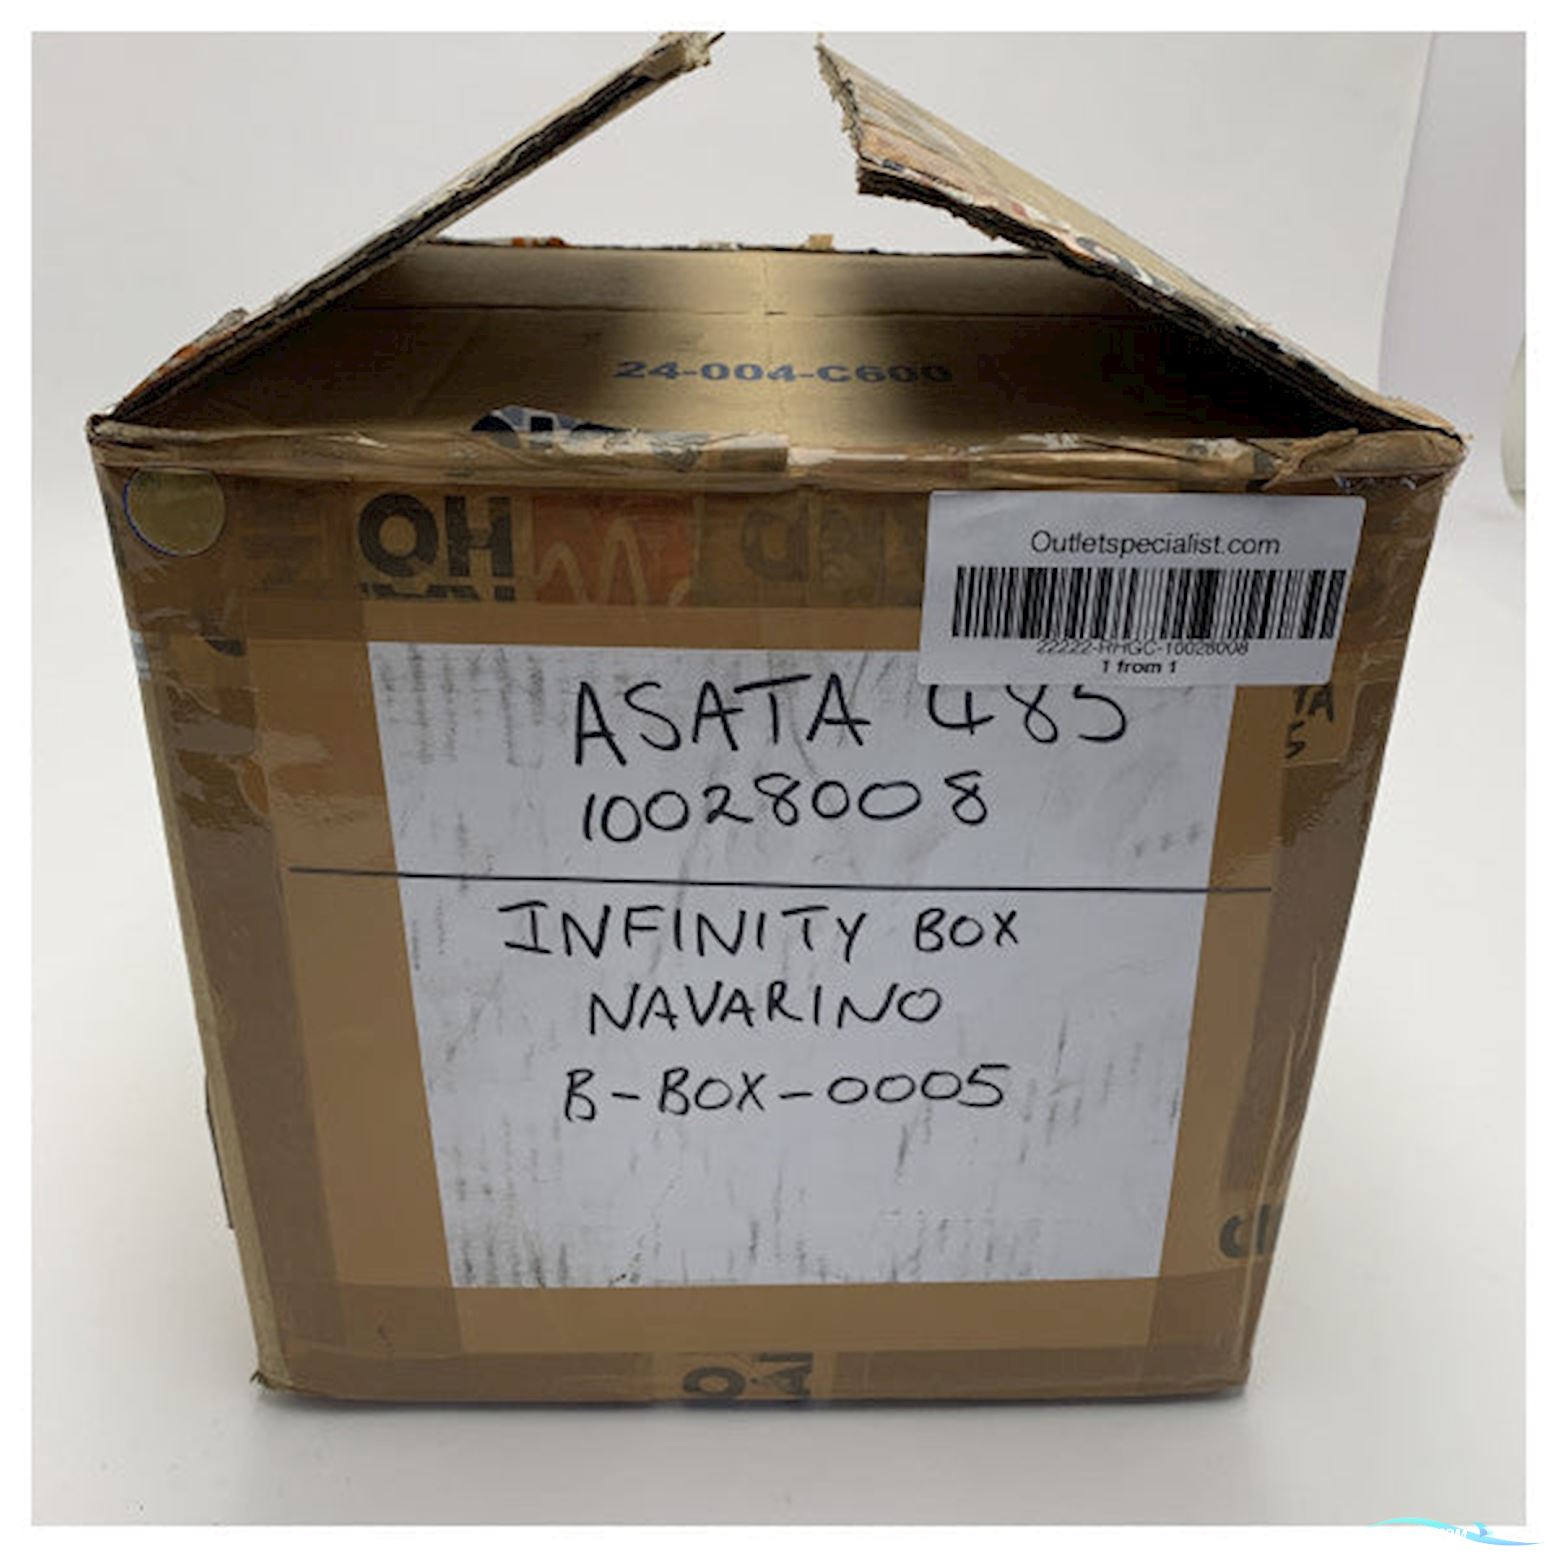 24-004-C600
OH
Outletspecialist.com
22222-RHGC-10028008
1 from 1
ASATA 485
10028008
INFINITY BOX
NAVARINO
B-BOX-0005